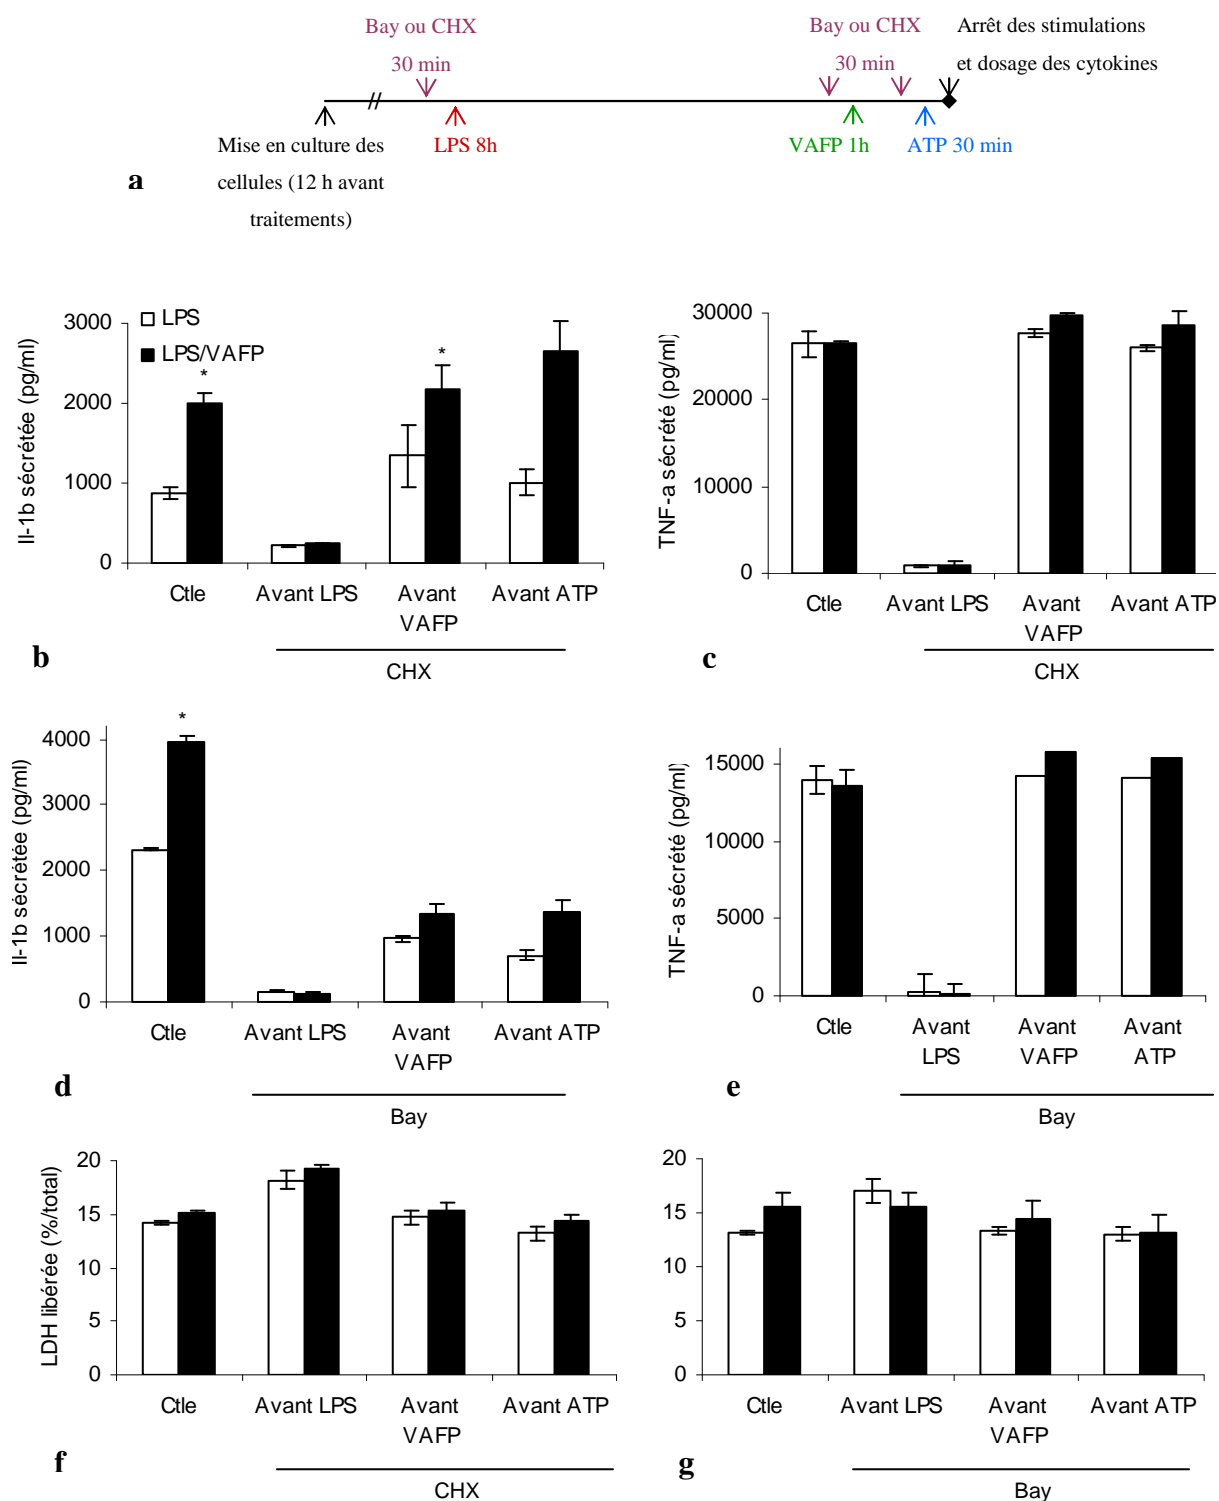 Bay ou CHX
30 min
Bay ou CHX
30 min
Arrêt des stimulations
et dosage des cytokines
Mise en culture des
cellules (12 h avant
traitements)
LPS 8h
VAFP 1h
ATP 30 min
a
Il-1b sécrétée (pg/ml)
3000
2000
1000
0
LPS
LPS/VAFP
*
*
Ctle
Avant LPS
Avant
VAFP
Avant ATP
CHX
b
TNF-a sécrété (pg/ml)
30000
20000
10000
0
Ctle
Avant LPS
Avant
VAFP
Avant ATP
CHX
c
Il-1b sécrétée (pg/ml)
4000
3000
2000
1000
0
*
Ctle
Avant LPS
Avant
VAFP
Avant ATP
Bay
d
TNF-a sécrété (pg/ml)
15000
10000
5000
0
Ctle
Avant
LPS
Avant
VAFP
Avant
ATP
Bay
e
LDH libérée (%/total)
20
15
10
5
0
Ctle
Avant LPS
Avant
VAFP
Avant ATP
CHX
f
20
15
10
5
0
Ctle
Avant LPS
Avant
VAFP
Avant ATP
Bay
g